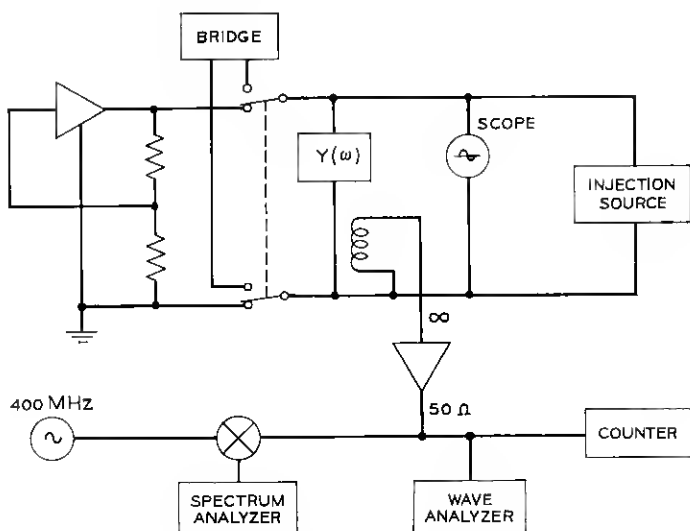 BRIDGE
SCOPE
Y(ω)
INJECTION
SOURCE
∞
400 MHz
50 Ω
COUNTER
SPECTRUM
ANALYZER
WAVE
ANALYZER